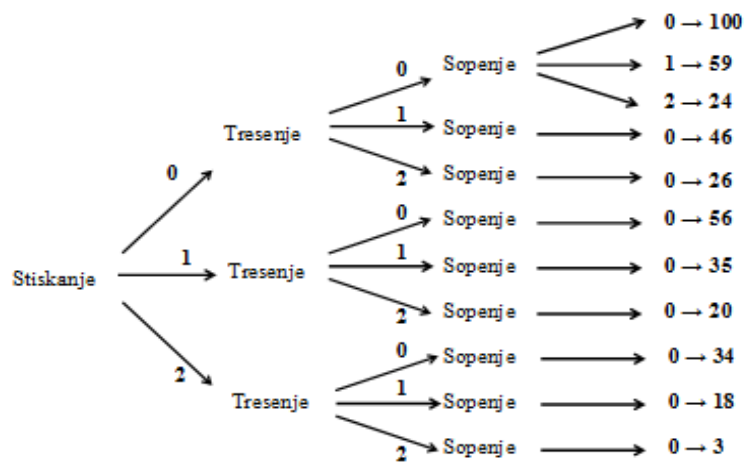 0 → 100
0 Sopenje 1 → 59
2 → 24
Tresenje 1 Sopenje 0 → 46
0 2 Sopenje 0 → 26
0 Sopenje 0 → 56
Stiskanje 1 Tresenje 1 Sopenje 0 → 35
2 Sopenje 0 → 20
2 0 Sopenje 0 → 34
Tresenje 1 Sopenje 0 → 18
2 Sopenje 0 → 3